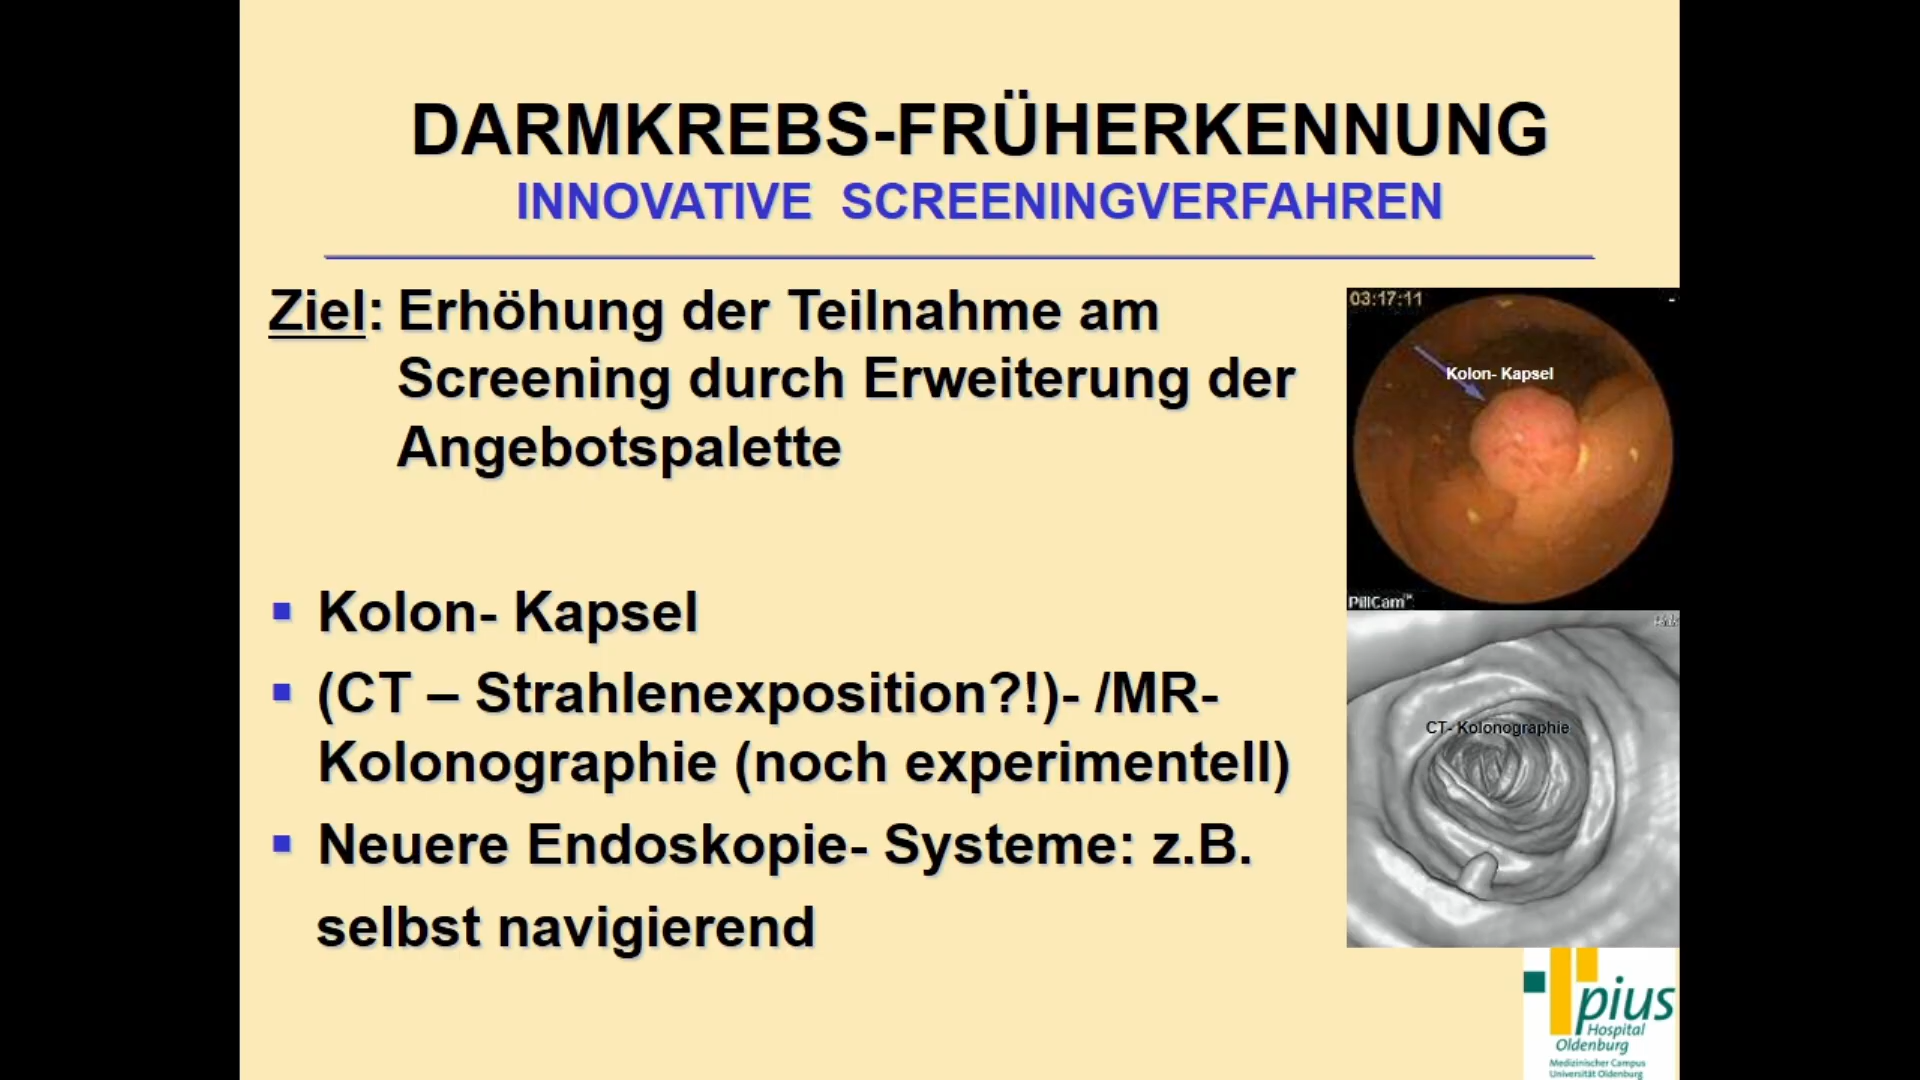 DARMKREBS-FRÜHERKENNUNG
INNOVATIVE SCREENINGVERFAHREN
Ziel: Erhöhung der Teilnahme am
Screening durch Erweiterung der
Angebotspalette
▪ Kolon- Kapsel
▪ (CT – Strahlenexposition?!)- /MR-
Kolonographie (noch experimentell)
▪ Neuere Endoskopie- Systeme: z.B.
selbst navigierend
03:17:11
Kolon- Kapsel
PillCam™
CT- Kolonographie
pius
Hospital
Oldenburg
Medizinischer Campus
Universität Oldenburg